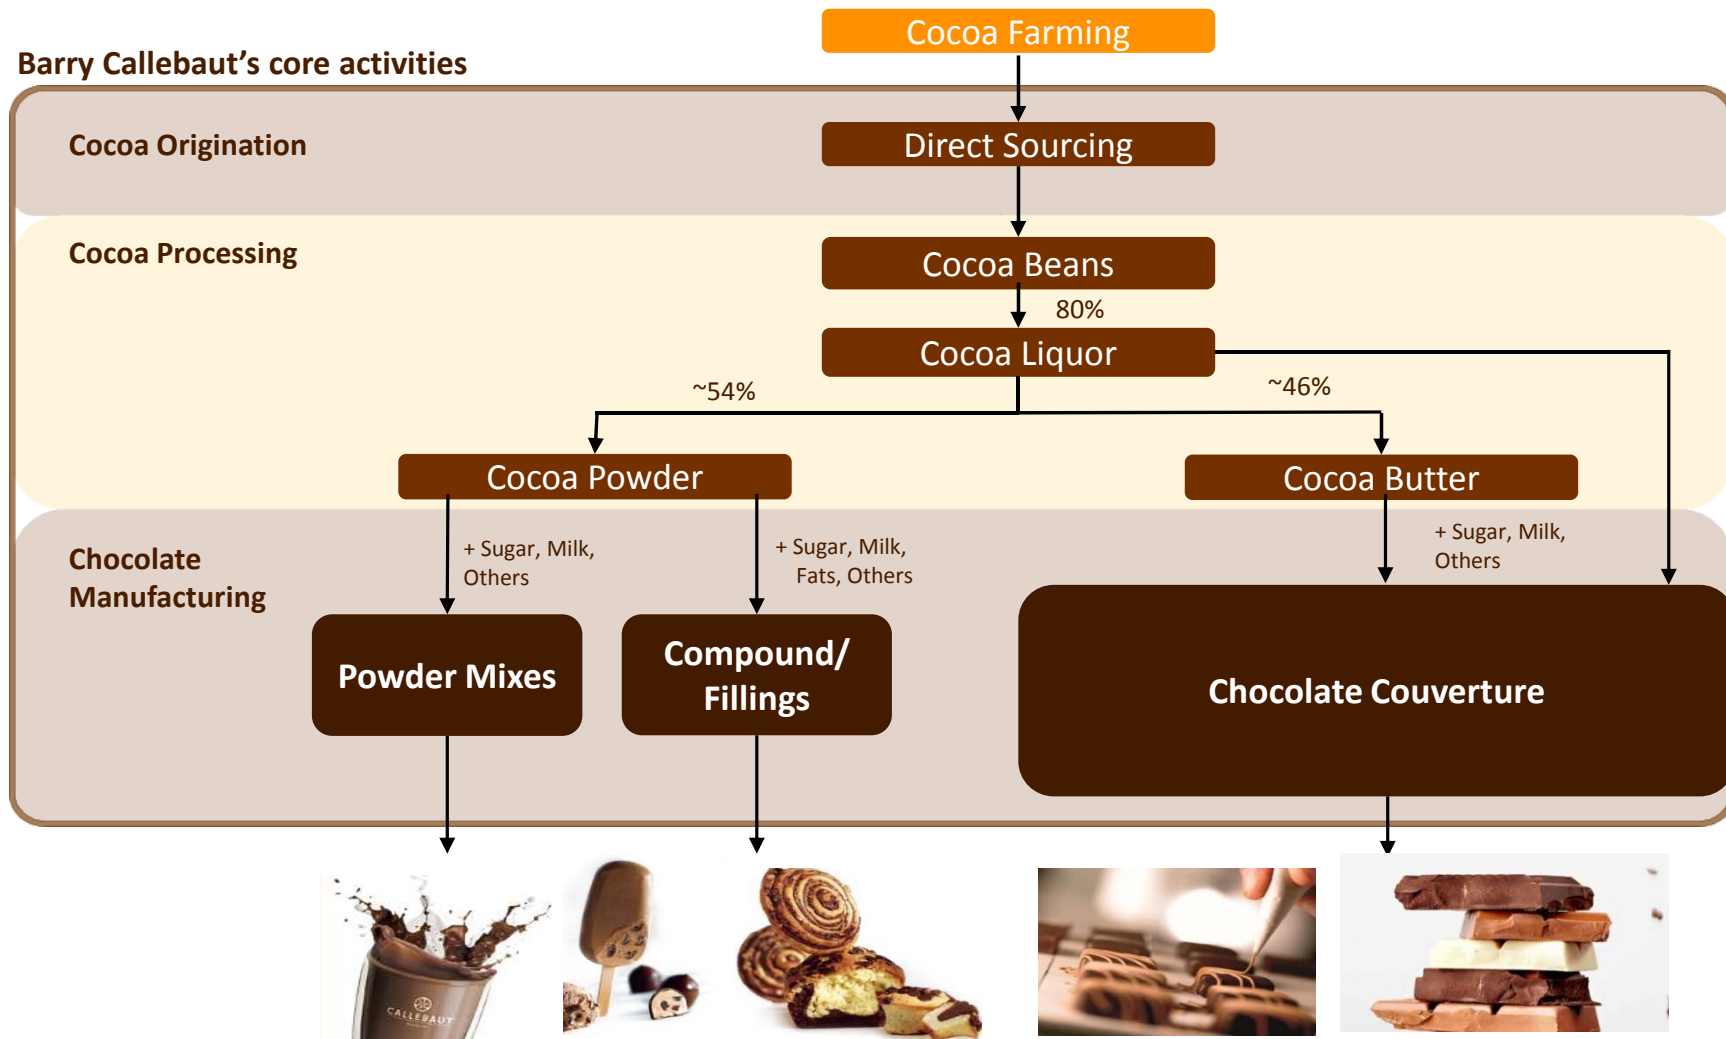 Cocoa Farming
Barry Callebaut’s core activities
Cocoa Origination
Direct Sourcing
Cocoa Processing
Cocoa Beans
80%
Cocoa Liquor
~54%
~46%
Cocoa Powder
Cocoa Butter
Chocolate
Manufacturing
+ Sugar, Milk,
Others
+ Sugar, Milk,
Fats, Others
+ Sugar, Milk,
Others
Powder Mixes
Compound/
Fillings
Chocolate Couverture
CALLEBAUT